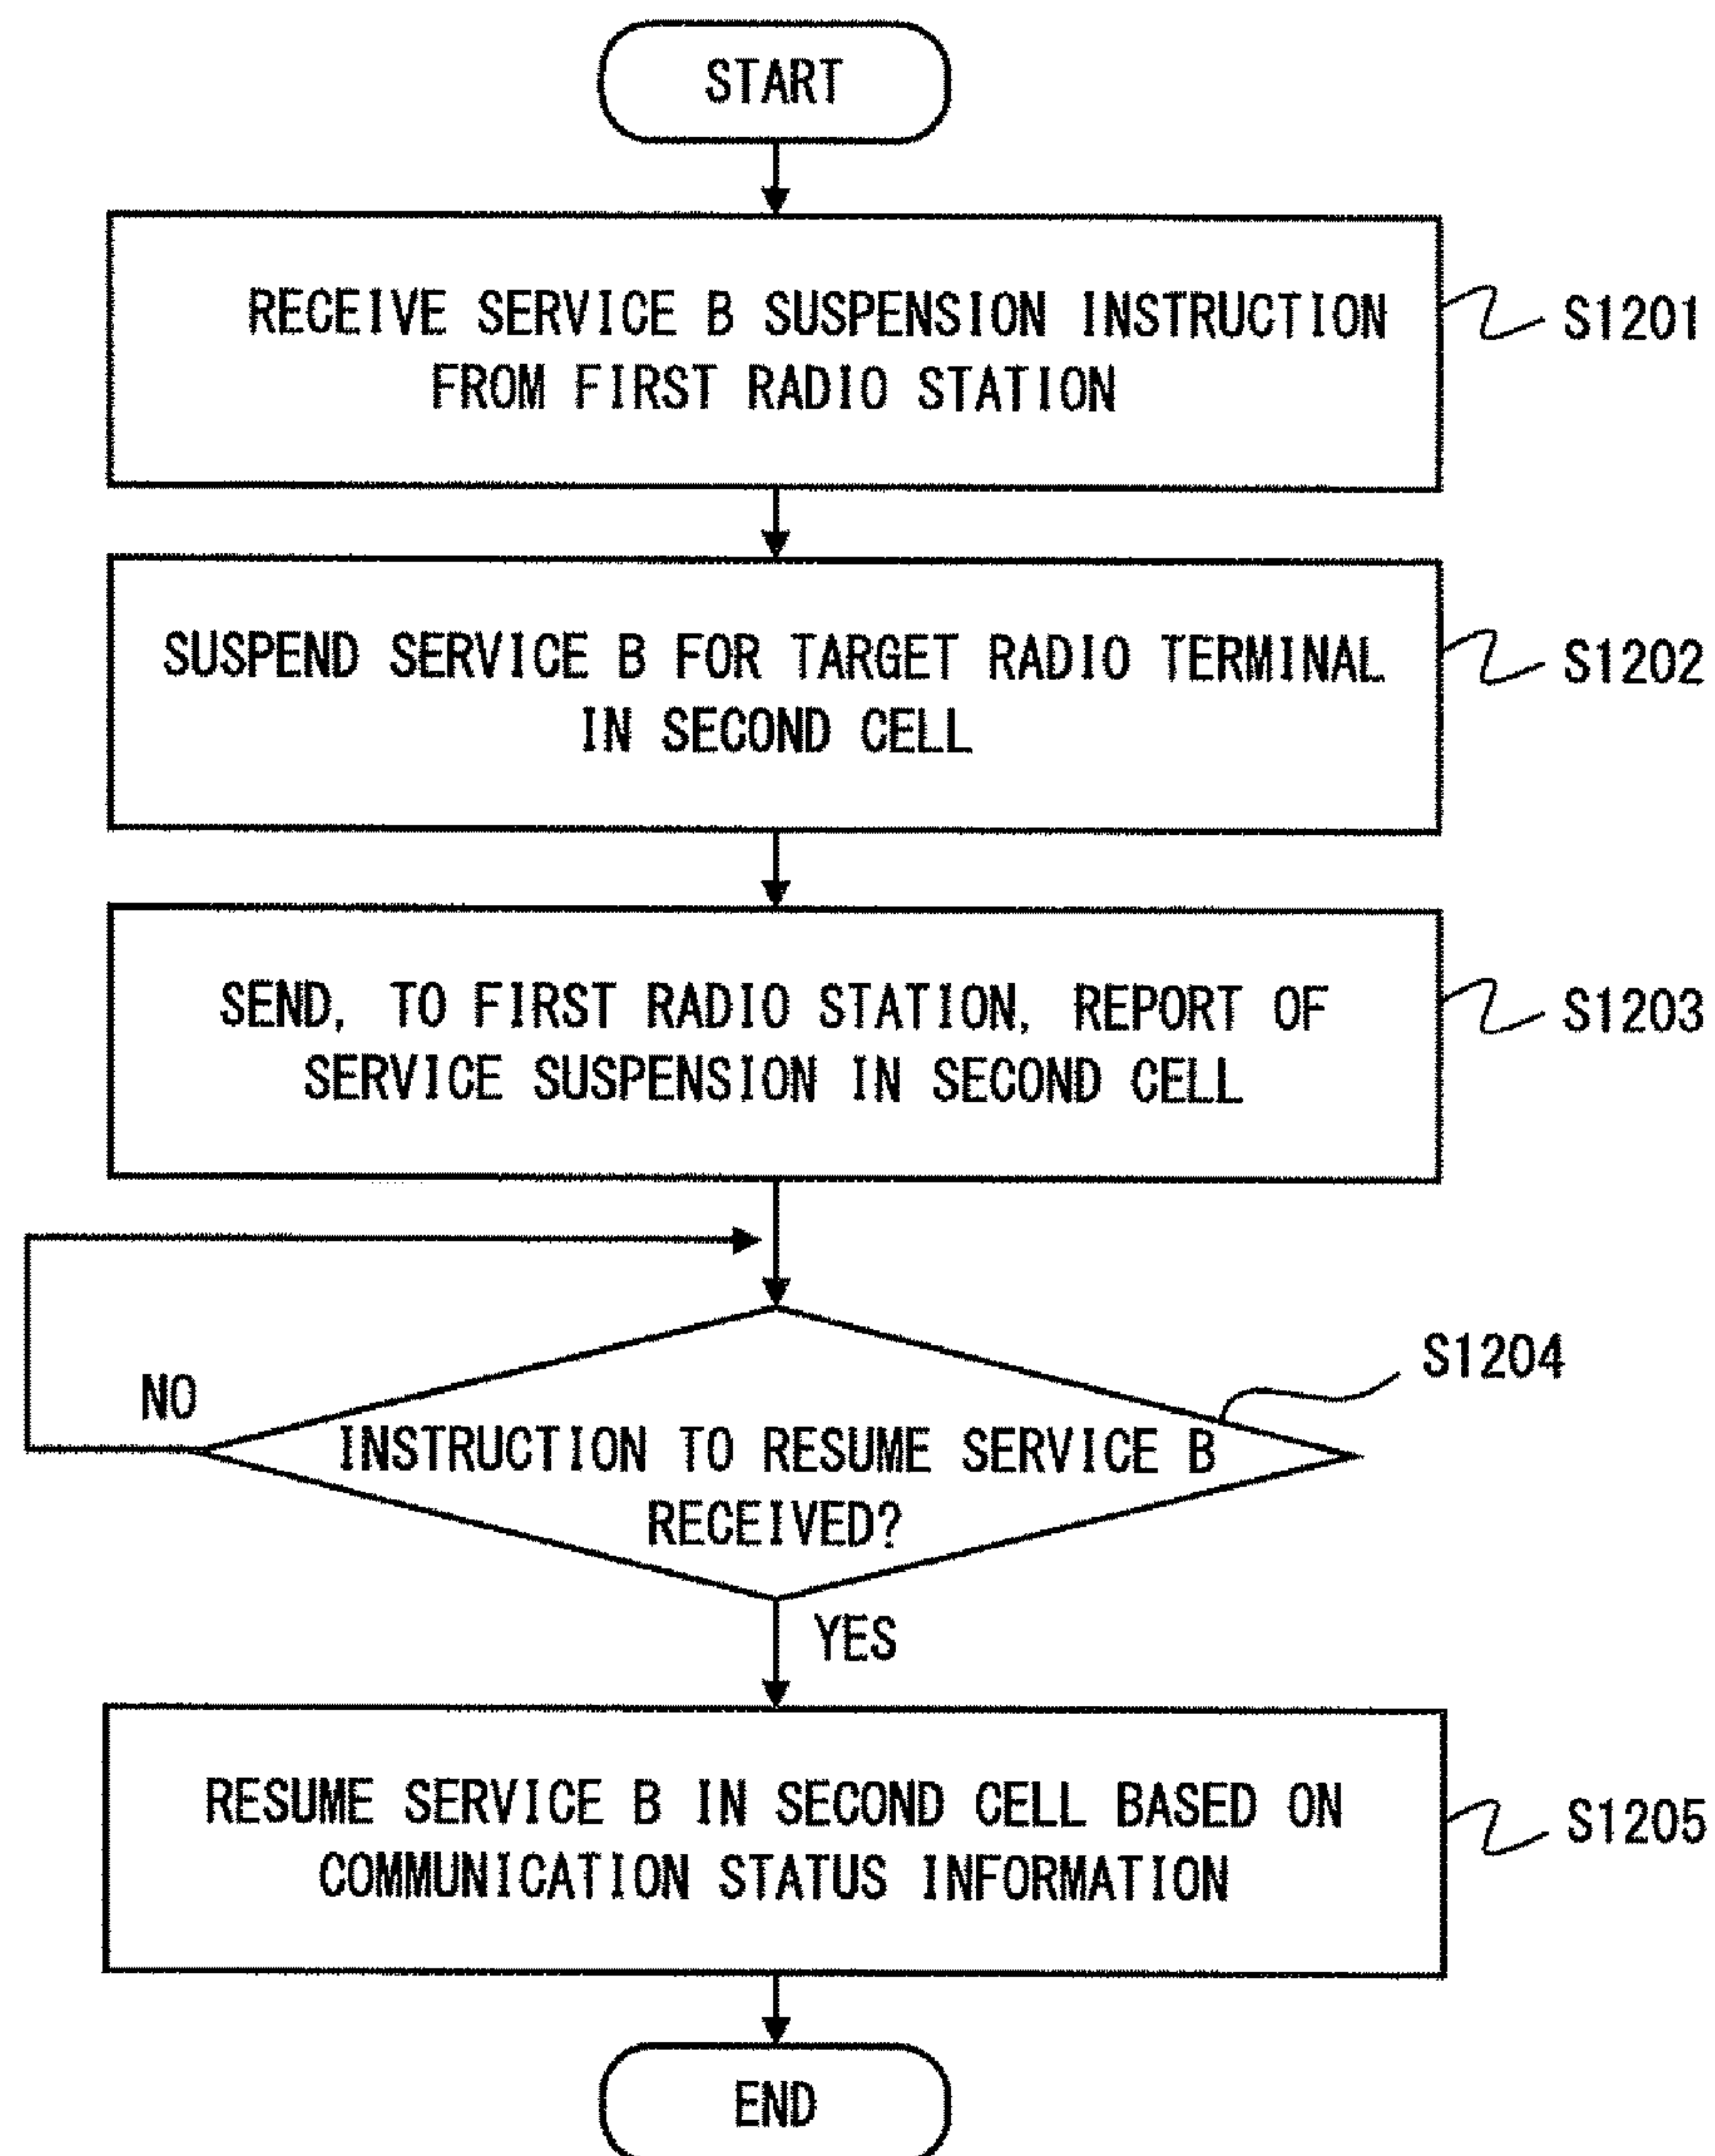 START
RECEIVE SERVICE B SUSPENSION INSTRUCTION
FROM FIRST RADIO STATION
S1201
SUSPEND SERVICE B FOR TARGET RADIO TERMINAL
IN SECOND CELL
S1202
SEND, TO FIRST RADIO STATION, REPORT OF
SERVICE SUSPENSION IN SECOND CELL
S1203
S1204
NO
INSTRUCTION TO RESUME SERVICE B
RECEIVED?
YES
RESUME SERVICE B IN SECOND CELL BASED ON
COMMUNICATION STATUS INFORMATION
S1205
END